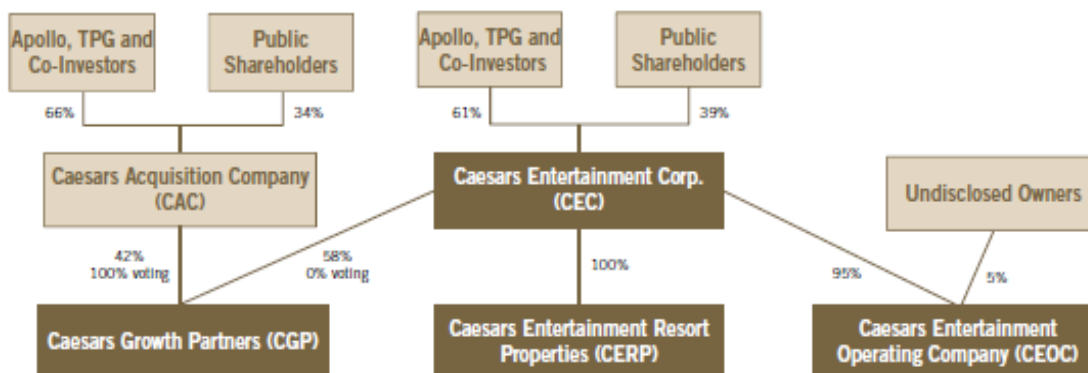 Apollo, TPG and
Co-Investors
Public
Shareholders
Apollo, TPG and
Co-Investors
Public
Shareholders
66%
34%
61%
39%
Caesars Acquisition Company
(CAC)
Caesars Entertainment Corp.
(CEC)
Undisclosed Owners
42%
100% voting
58%
0% voting
100%
95%
5%
Caesars Growth Partners (CGP)
Caesars Entertainment Resort
Properties (CERP)
Caesars Entertainment
Operating Company (CEOC)